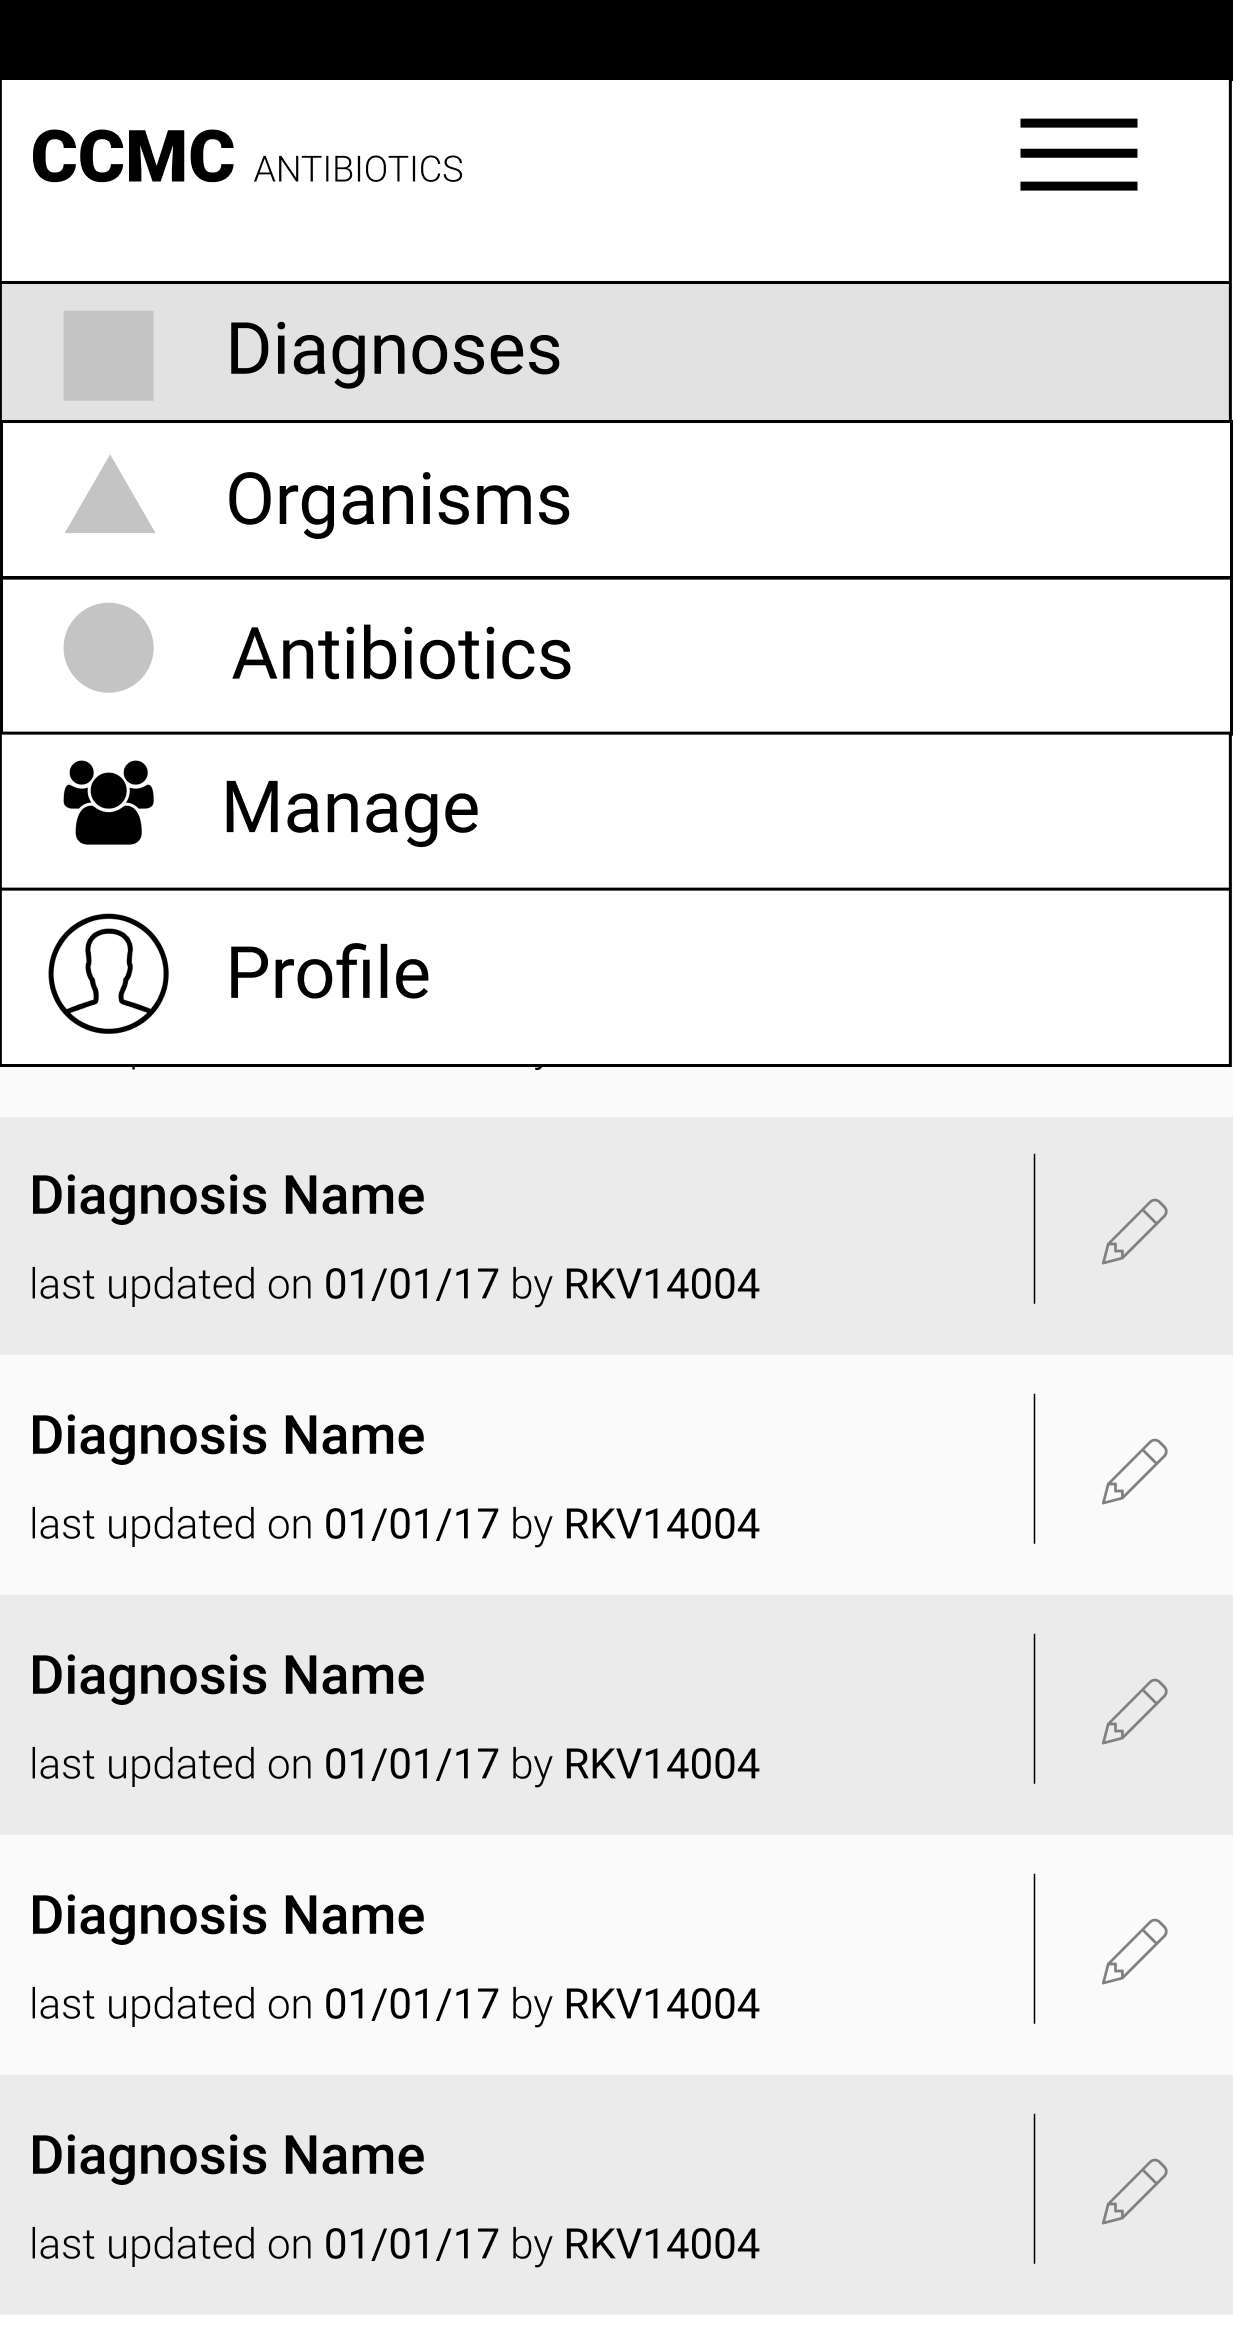 CCMC ANTIBIOTICS
Diagnoses
Organisms
Antibiotics
Manage
Profile
Diagnosis Name
last updated on 01/01/17 by RKV14004
Diagnosis Name
last updated on 01/01/17 by RKV14004
Diagnosis Name
last updated on 01/01/17 by RKV14004
Diagnosis Name
last updated on 01/01/17 by RKV14004
Diagnosis Name
last updated on 01/01/17 by RKV14004